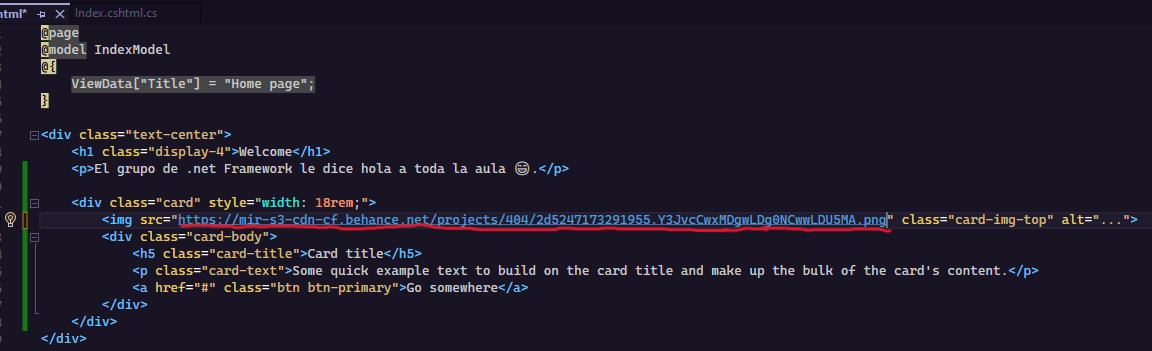 html* Index.cshtml.cs
@page
@model IndexModel
@{
ViewData["Title"] = "Home page";
}
<div class="text-center">
<h1 class="display-4">Welcome</h1>
<p>El grupo de .net Framework le dice hola a toda la aula 😄.</p>
<div class="card" style="width: 18rem;">
<img src="https://mir-s3-cdn-cf.behance.net/projects/404/2d5247173291955.Y3JvcCwxMDgwLDg0NCwwLDU5MA.png" class="card-img-top" alt="...">
<div class="card-body">
<h5 class="card-title">Card title</h5>
<p class="card-text">Some quick example text to build on the card title and make up the bulk of the card's content.</p>
<a href="#" class="btn btn-primary">Go somewhere</a>
</div>
</div>
</div>